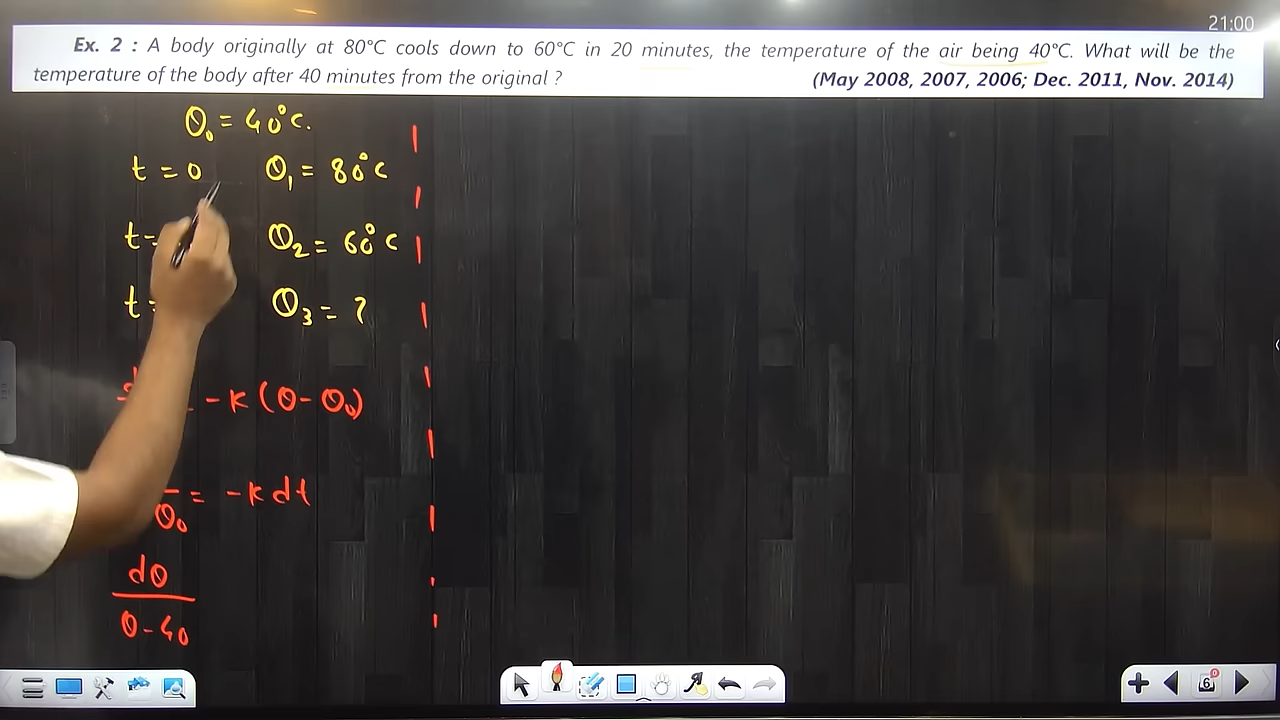 21:00
Ex. 2 : A body originally at 80°C cools down to 60°C in 20 minutes, the temperature of the air being 40°C. What will be the
temperature of the body after 40 minutes from the original ?
(May 2008, 2007, 2006; Dec. 2011, Nov. 2014)
θ₀ = 40°C.
t = 0 θ₁ = 80°C
t = θ₂ = 60°C
t = θ₃ = ?
-K (θ - θ₀)
θ₀ = -K dt
dθ
θ - 40